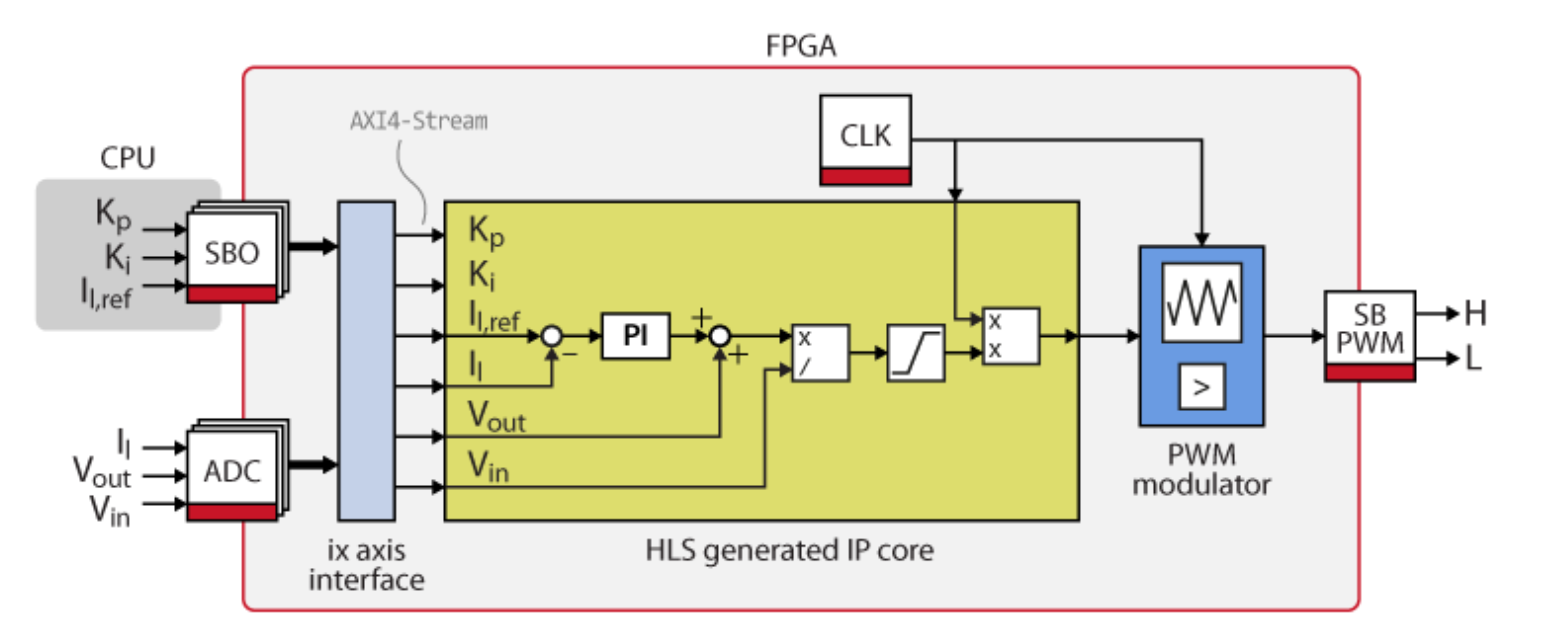 FPGA
AXI4-Stream
CLK
CPU
Kp
Ki
Il,ref
SBO
Kp
Ki
Il,ref
Il
Vout
Vin
PI
+
−
+
x
/
x
x
>
SB
PWM
H
L
Il
Vout
Vin
ADC
PWM
modulator
ix axis
interface
HLS generated IP core